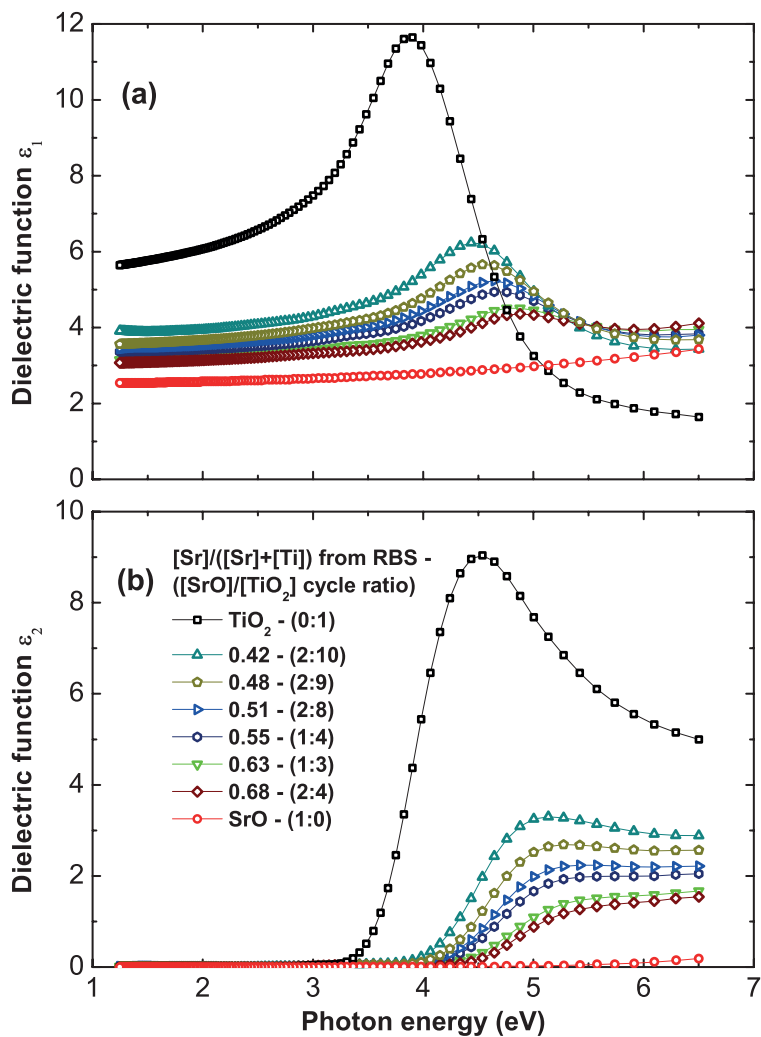 12
10
8
6
4
2
0
(a)
Dielectric function ε₁
10
8
6
4
2
0
(b)
Dielectric function ε₂
[Sr]/([Sr]+[Ti]) from RBS -
([SrO]/[TiO₂] cycle ratio)
TiO₂ - (0:1)
0.42 - (2:10)
0.48 - (2:9)
0.51 - (2:8)
0.55 - (1:4)
0.63 - (1:3)
0.68 - (2:4)
SrO - (1:0)
1 2 3 4 5 6 7
Photon energy (eV)